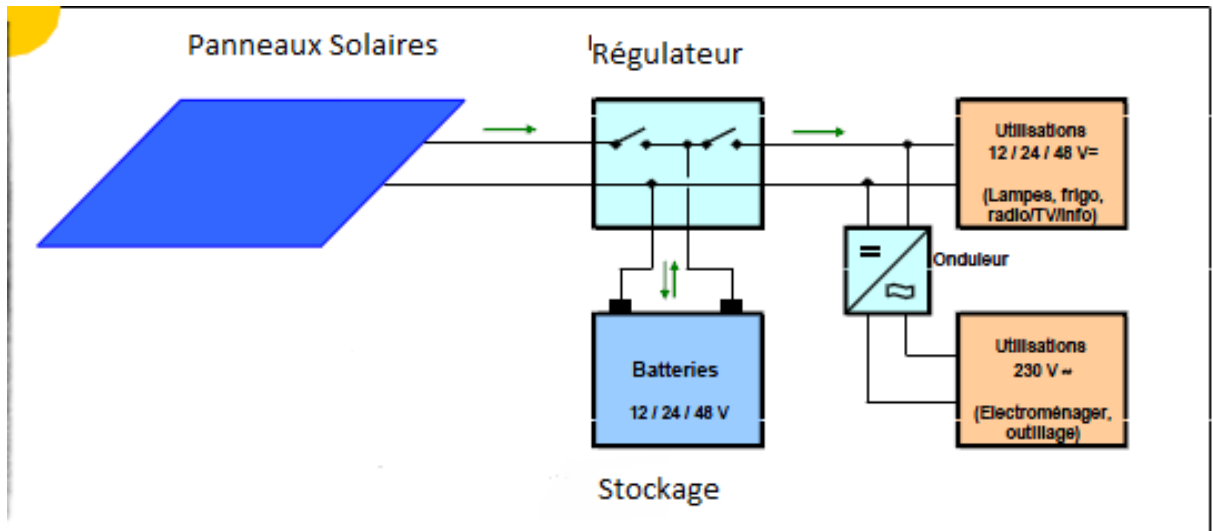 Panneaux Solaires
Régulateur
Utilisations
12 / 24 / 48 V=
(Lampes, frigo,
radio/TV/info)
Onduleur
Batteries
12 / 24 / 48 V
Utilisations
230 V ~
(Electroménager,
outillage)
Stockage